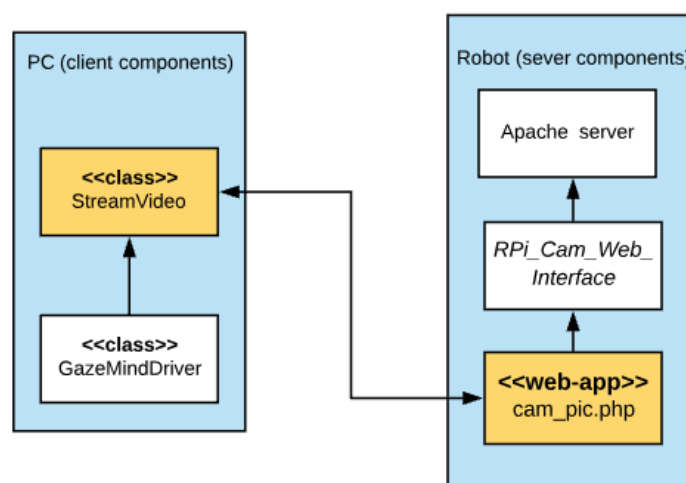 PC (client components)
<<class>>
StreamVideo
<<class>>
GazeMindDriver
Robot (sever components)
Apache server
RPi_Cam_Web_
Interface
<<web-app>>
cam_pic.php